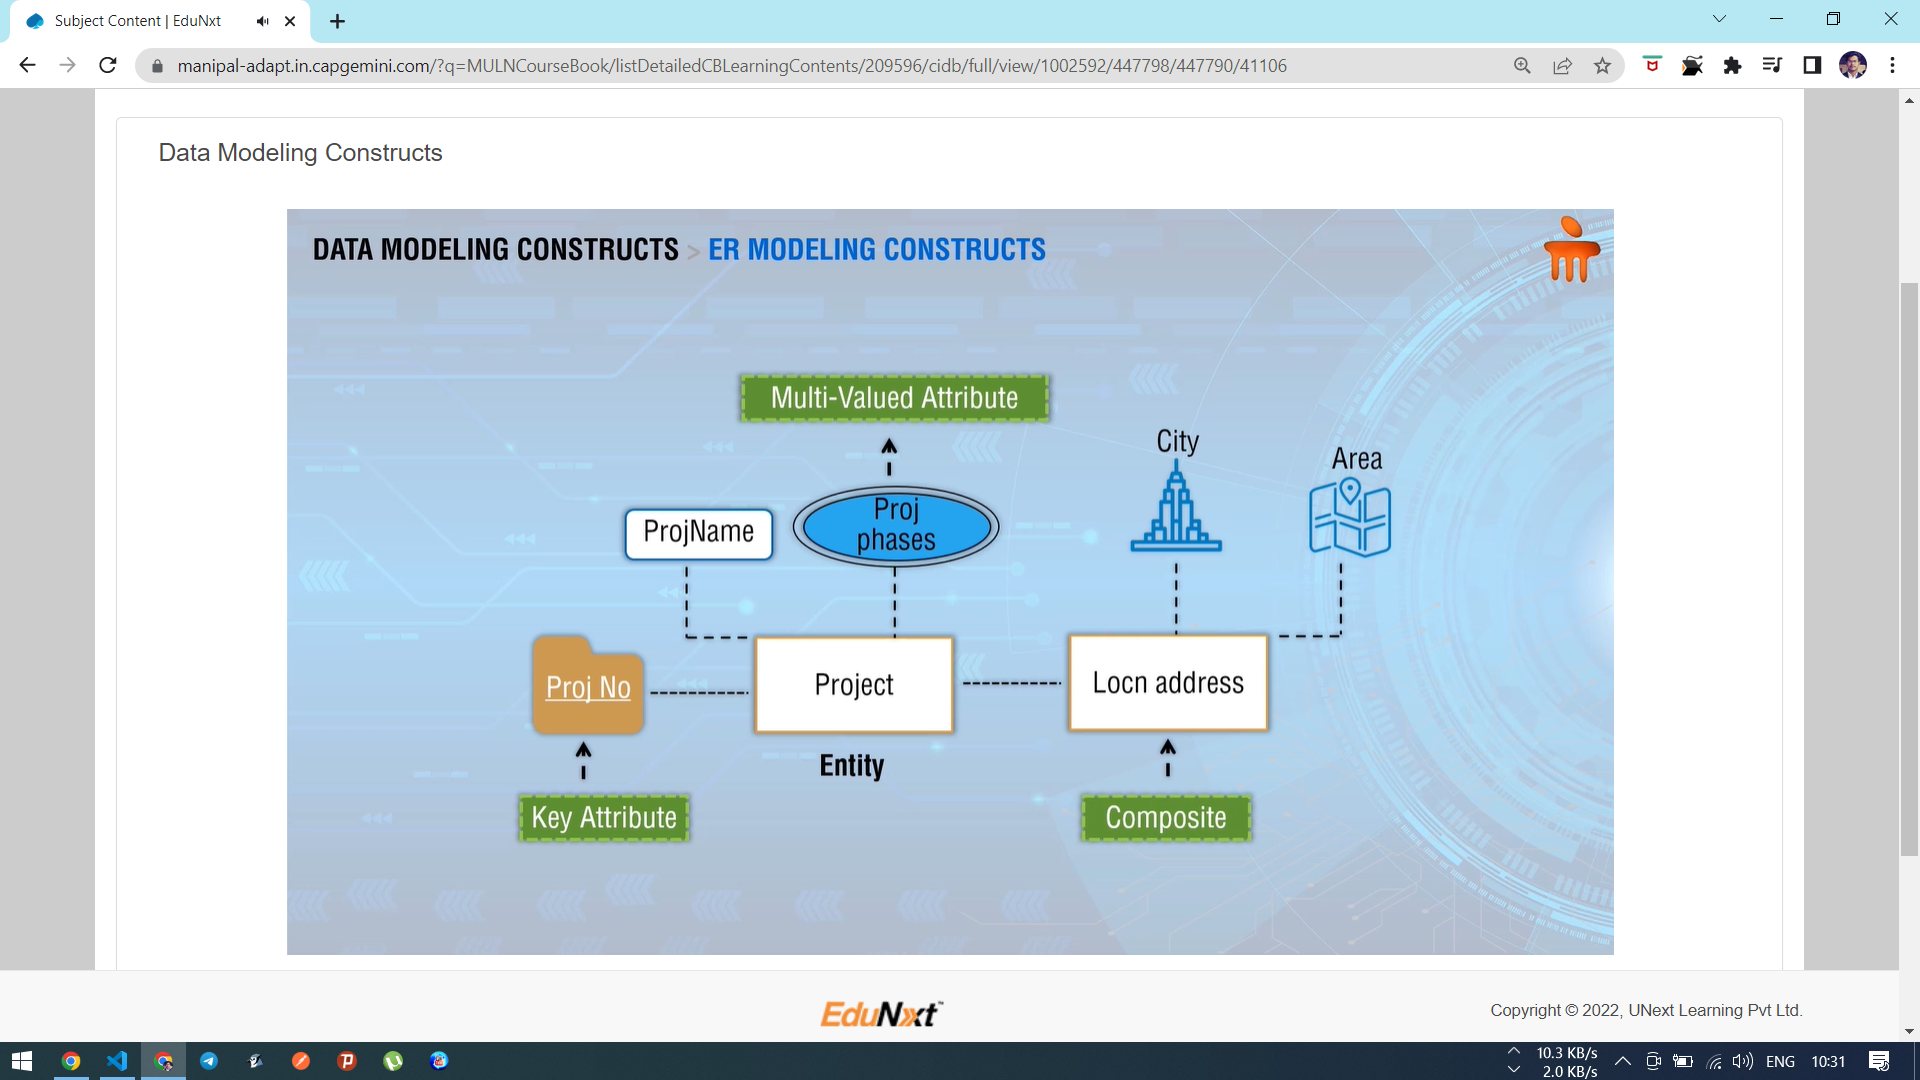 Subject Content | EduNxt
manipal-adapt.in.capgemini.com/?q=MULNCourseBook/listDetailedCBLearningContents/209596/cidb/full/view/1002592/447798/447790/41106
Data Modeling Constructs
DATA MODELING CONSTRUCTS > ER MODELING CONSTRUCTS
Multi-Valued Attribute
City
Area
ProjName
Proj
phases
Proj No
Project
Locn address
Entity
Key Attribute
Composite
EduNxt™
Copyright © 2022, UNext Learning Pvt Ltd.
10.3 KB/s
2.0 KB/s
ENG
10:31